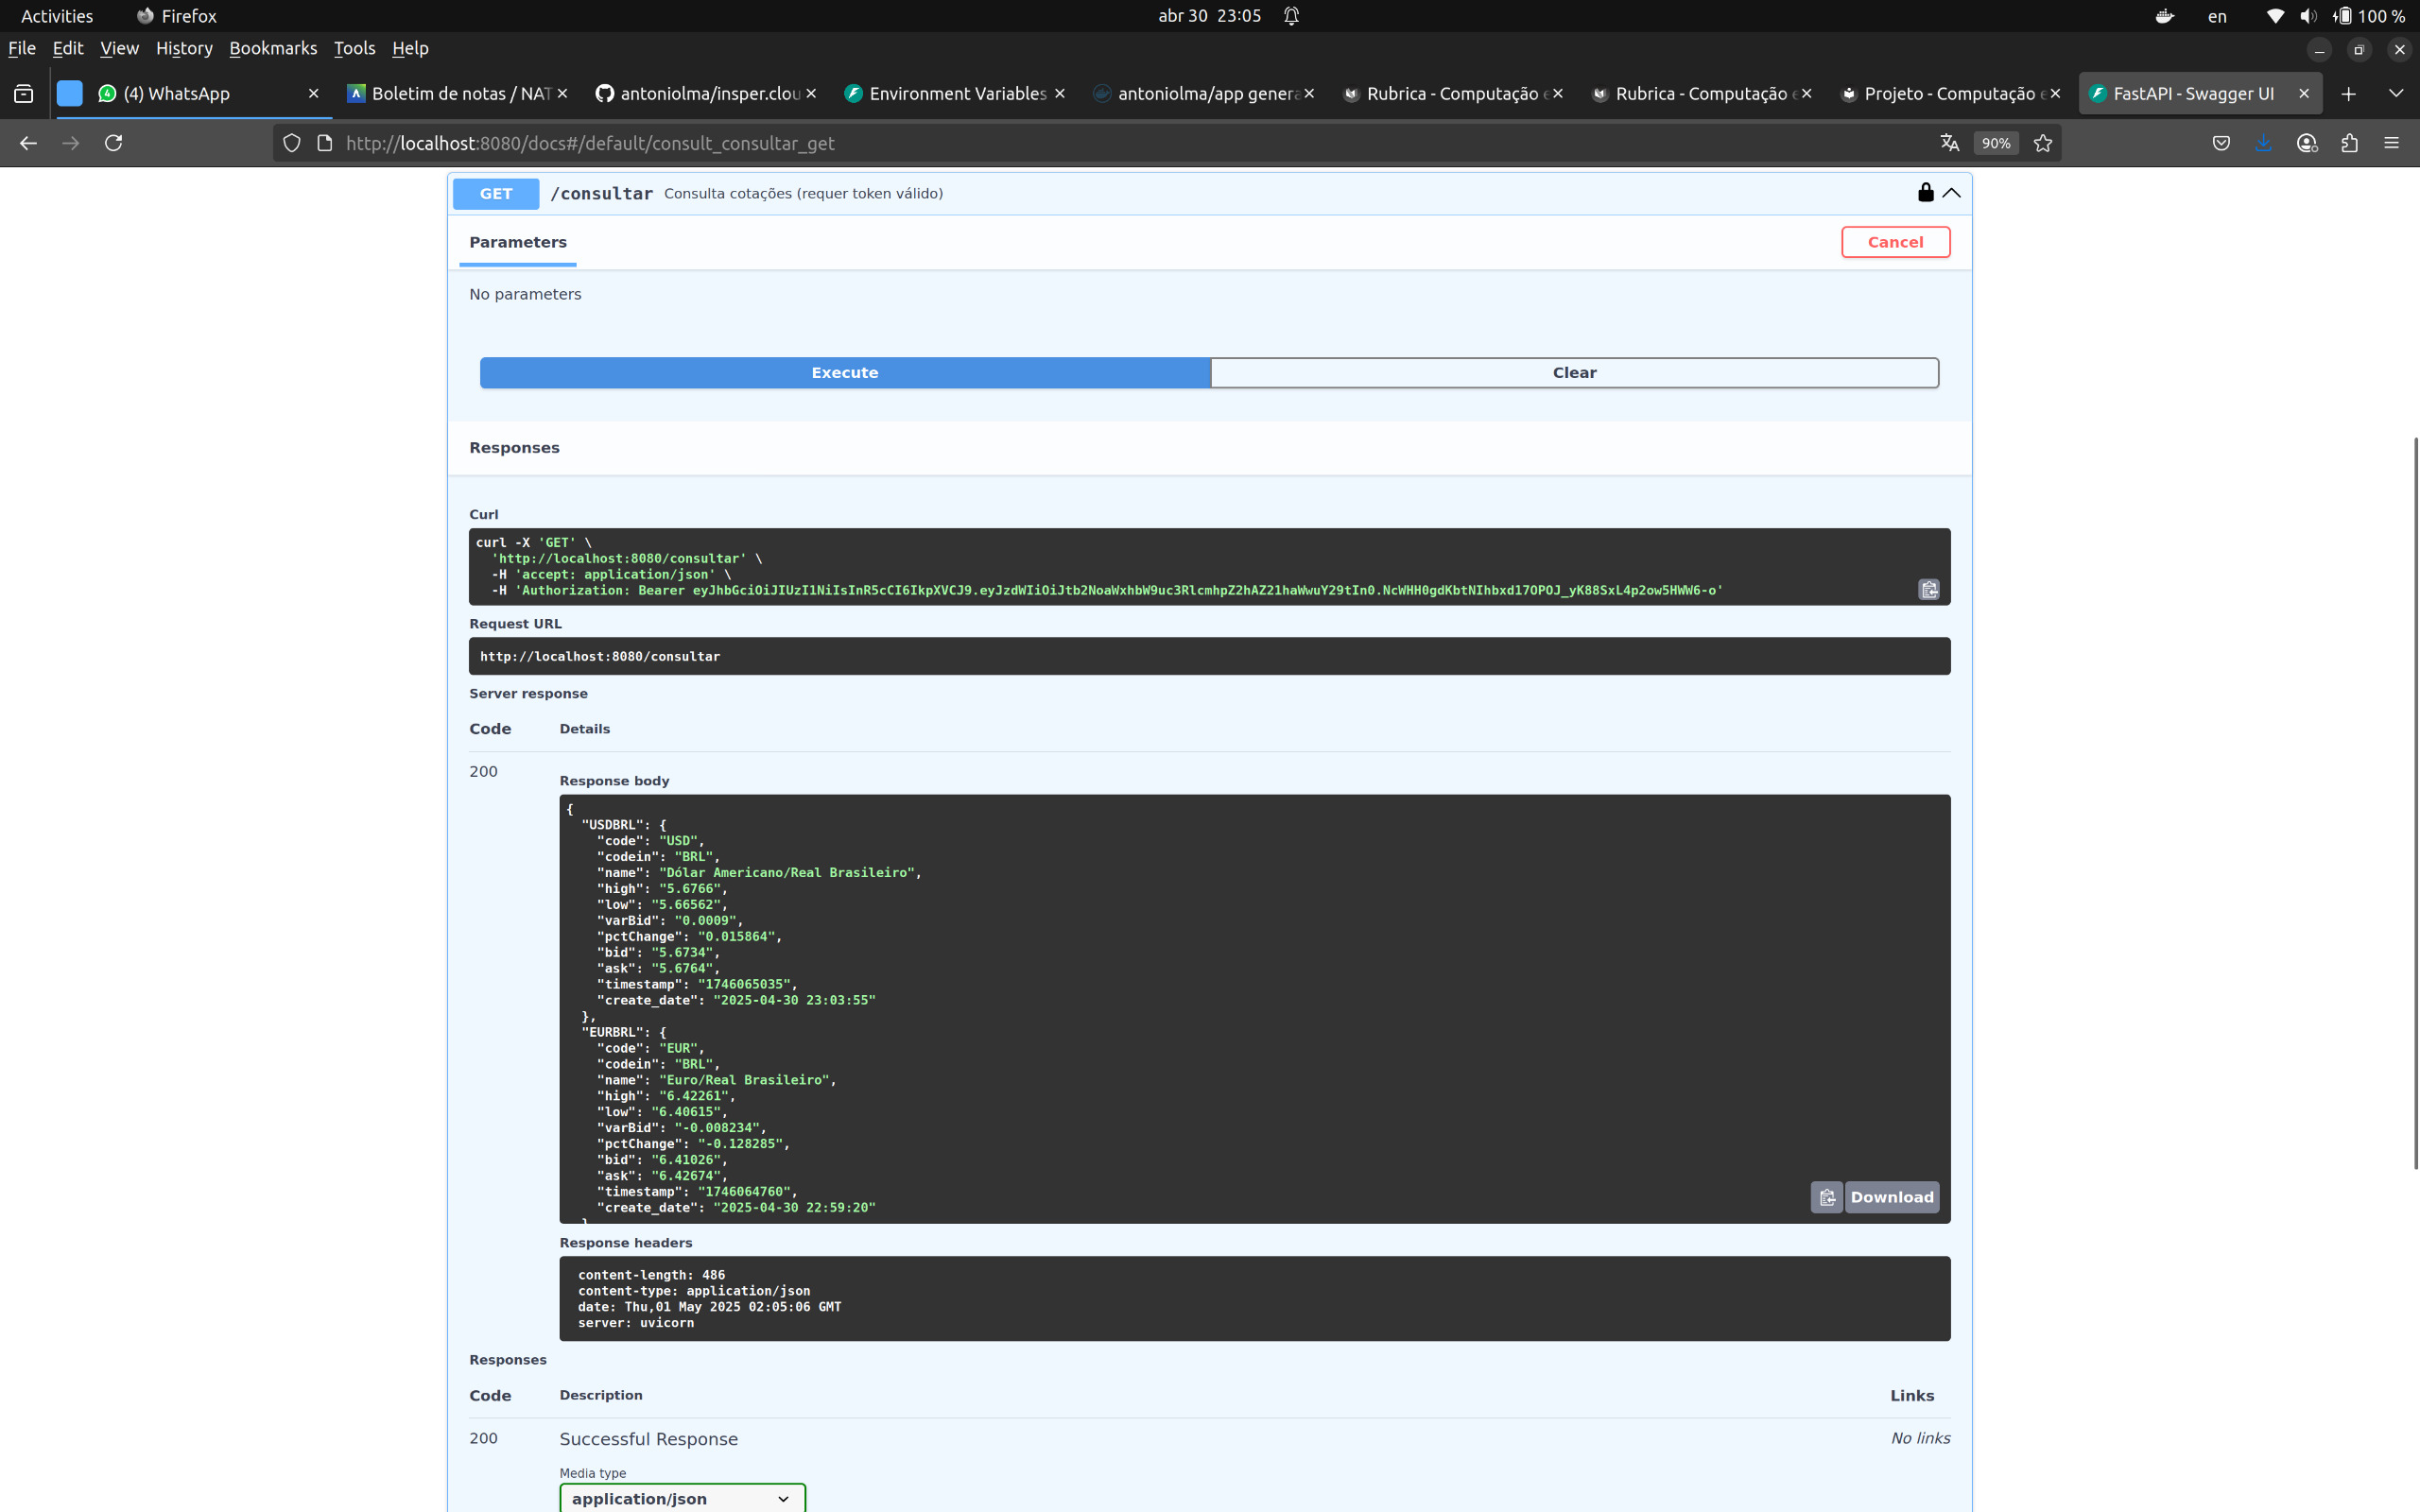 Activities Firefox abr 30 23:05 en 100 %
File Edit View History Bookmarks Tools Help
(4) WhatsApp Boletim de notas / NAT antoniolma/insper.clou Environment Variables antoniolma/app genera Rubrica - Computação e Rubrica - Computação e Projeto - Computação e FastAPI - Swagger UI
http://localhost:8080/docs#/default/consult_consultar_get 90%
GET /consultar Consulta cotações (requer token válido)
Parameters Cancel
No parameters
Execute Clear
Responses
Curl
curl -X 'GET' \
'http://localhost:8080/consultar' \
-H 'accept: application/json' \
-H 'Authorization: Bearer eyJhbGciOiJIUzI1NiIsInR5cCI6IkpXVCJ9.eyJzdWIiOiJtb2NoaWxhbW9uc3RlcmhpZ2hAZ21haWwuY29tIn0.NcWHH0gdKbtNIhbxd17OPOJ_yK88SxL4p2ow5HWW6-o'
Request URL
http://localhost:8080/consultar
Server response
Code Details
200
Response body
{
"USDBRL": {
"code": "USD",
"codein": "BRL",
"name": "Dólar Americano/Real Brasileiro",
"high": "5.6766",
"low": "5.66562",
"varBid": "0.0009",
"pctChange": "0.015864",
"bid": "5.6734",
"ask": "5.6764",
"timestamp": "1746065035",
"create_date": "2025-04-30 23:03:55"
},
"EURBRL": {
"code": "EUR",
"codein": "BRL",
"name": "Euro/Real Brasileiro",
"high": "6.42261",
"low": "6.40615",
"varBid": "-0.008234",
"pctChange": "-0.128285",
"bid": "6.41026",
"ask": "6.42674",
"timestamp": "1746064760",
"create_date": "2025-04-30 22:59:20"
}
Download
Response headers
content-length: 486
content-type: application/json
date: Thu,01 May 2025 02:05:06 GMT
server: uvicorn
Responses
Code Description Links
200 Successful Response No links
Media type
application/json